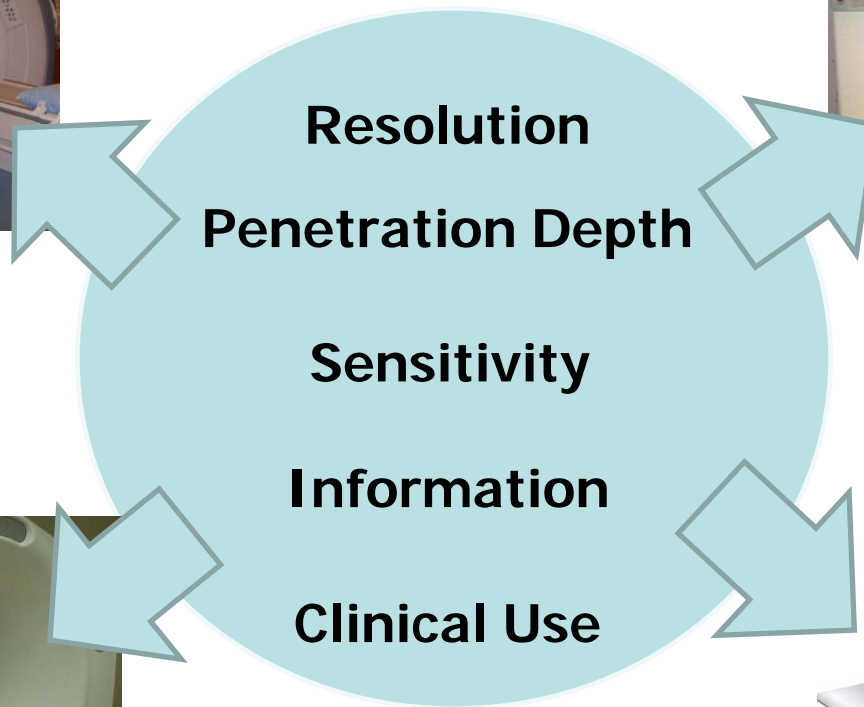 Resolution
Penetration Depth
Sensitivity
Information
Clinical Use